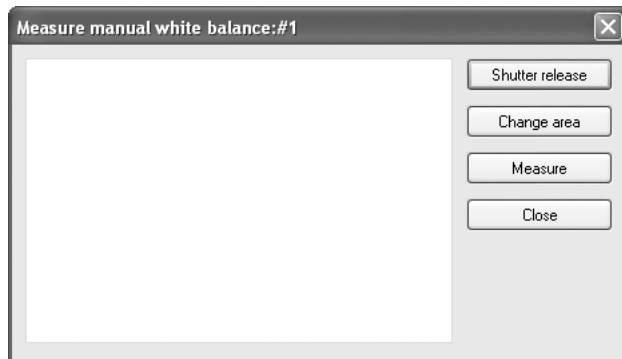 Measure manual white balance:#1
Shutter release
Change area
Measure
Close